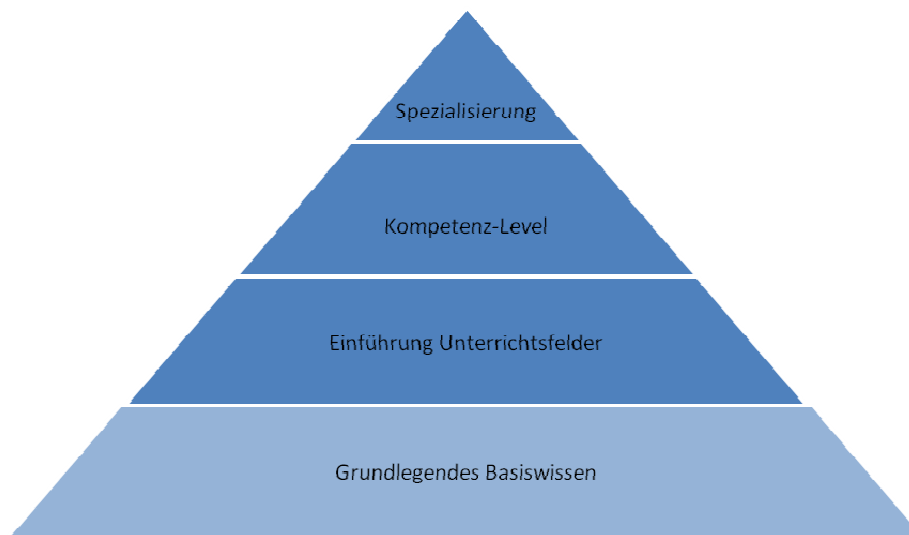 Spezialisierung
Kompetenz-Level
Einführung Unterrichtsfelder
Grundlegendes Basiswissen